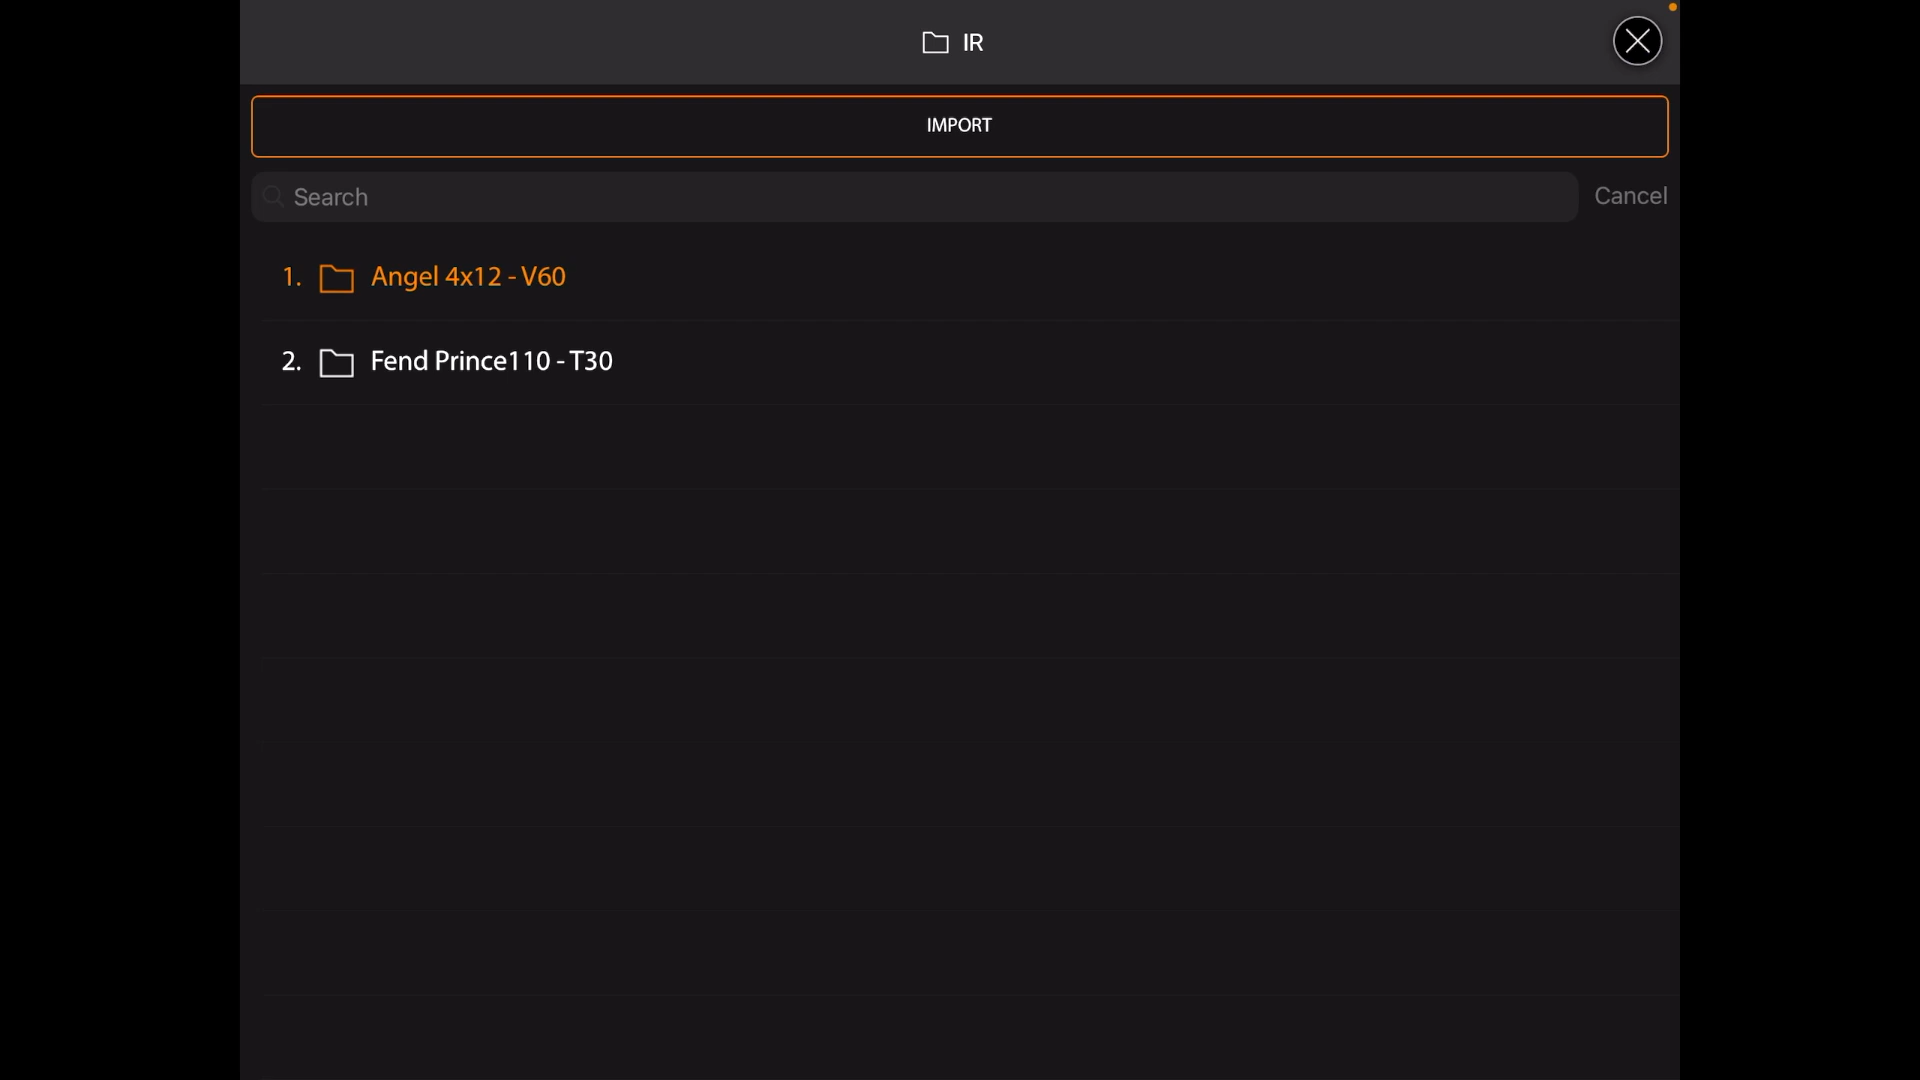 IR
IMPORT
Search
Cancel
1. Angel 4x12 - V60
2. Fend Prince110 - T30